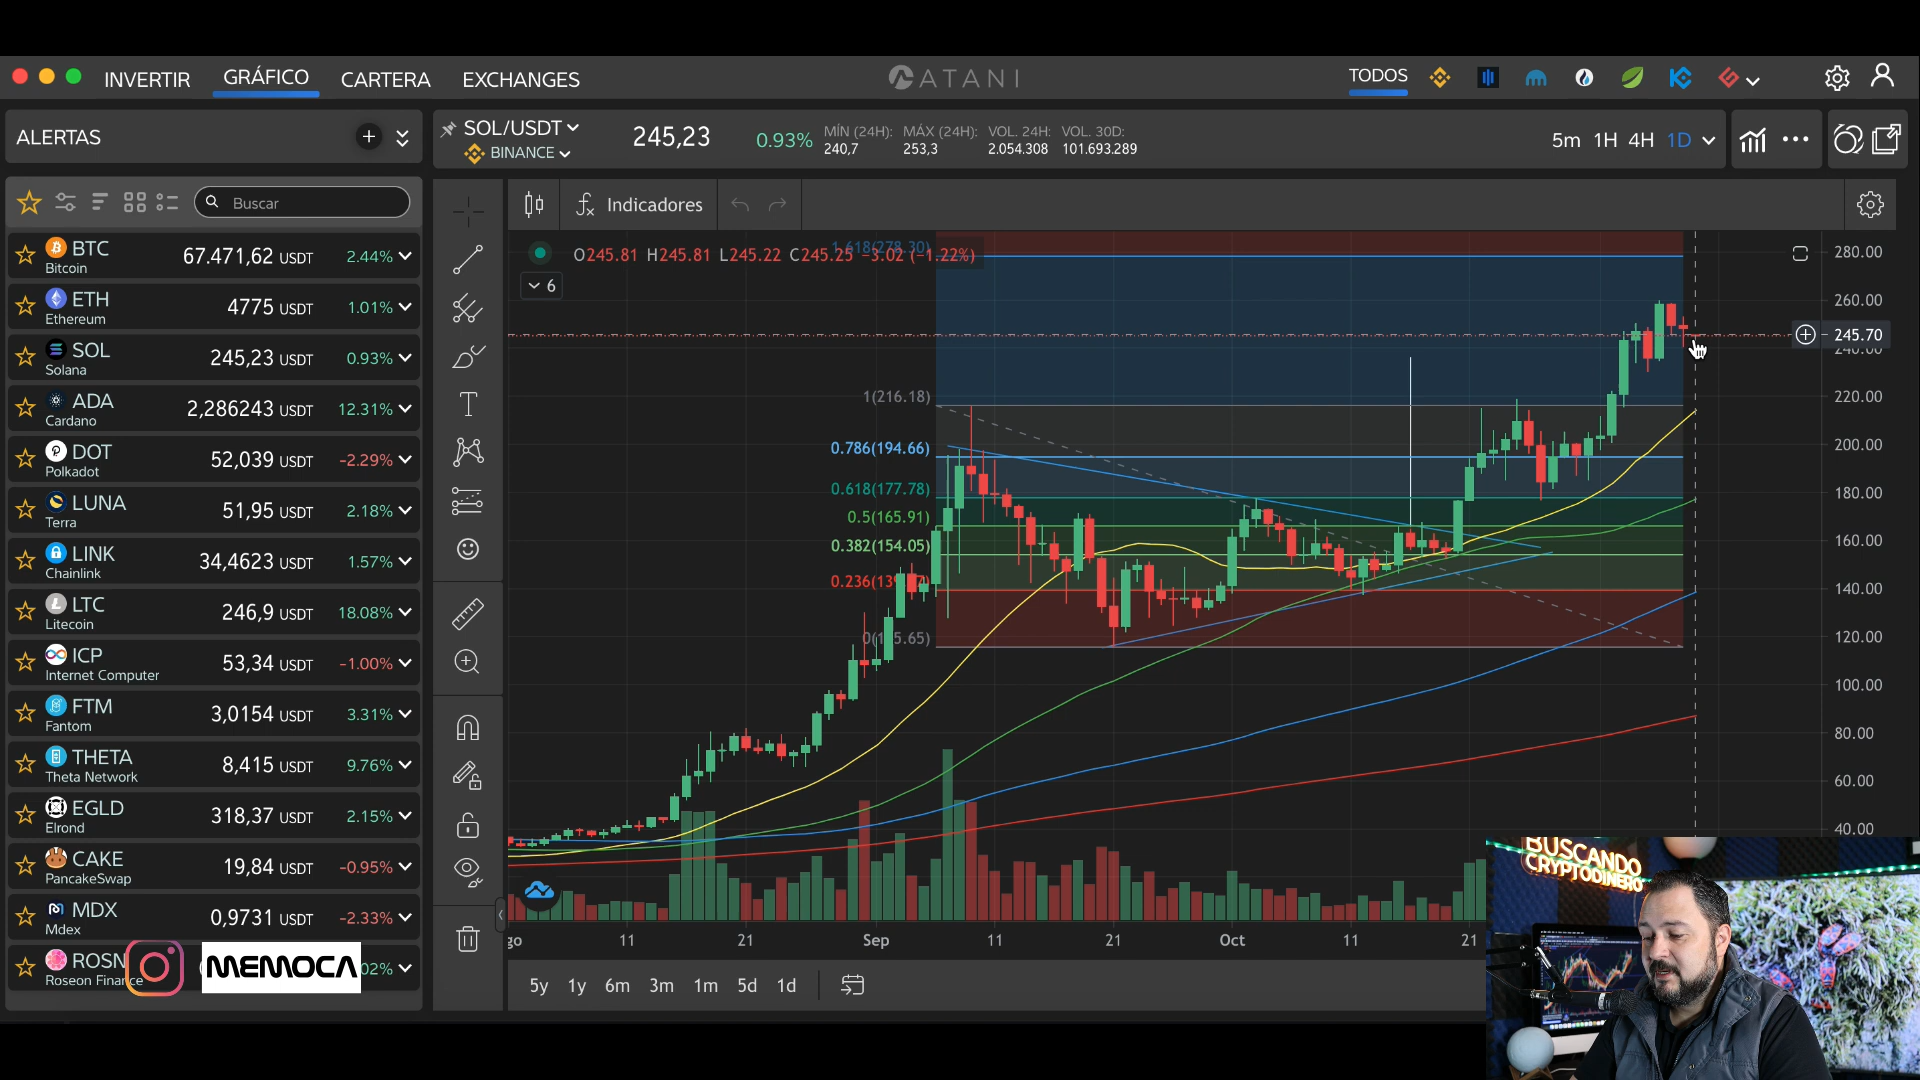 INVERTIR GRÁFICO CARTERA EXCHANGES
ATANI
TODOS
ALERTAS
SOL/USDT
BINANCE
245,23
0.93%
MÍN (24H): MÁX (24H): VOL. 24H: VOL. 30D:
240,7 253,3 2.054.308 101.693.289
5m 1H 4H 1D
Buscar
Indicadores
BTC 67.471,62 USDT 2.44%
Bitcoin
ETH 4775 USDT 1.01%
Ethereum
SOL 245,23 USDT 0.93%
Solana
ADA 2,286243 USDT 12.31%
Cardano
DOT 52,039 USDT -2.29%
Polkadot
LUNA 51,95 USDT 2.18%
Terra
LINK 34,4623 USDT 1.57%
Chainlink
LTC 246,9 USDT 18.08%
Litecoin
ICP 53,34 USDT -1.00%
Internet Computer
FTM 3,0154 USDT 3.31%
Fantom
THETA 8,415 USDT 9.76%
Theta Network
EGLD 318,37 USDT 2.15%
Elrond
CAKE 19,84 USDT -0.95%
PancakeSwap
MDX 0,9731 USDT -2.33%
Mdex
ROSN 02%
Roseon Finance
MEMOCA
1.618(278.30)
O245.81 H245.81 L245.22 C245.25 -3.02 (-1.22%)
6
1(216.18)
0.786(194.66)
0.618(177.78)
0.5(165.91)
0.382(154.05)
0.236(13
0(
5.65)
280.00
260.00
245.70
240.00
220.00
200.00
180.00
160.00
140.00
120.00
100.00
80.00
60.00
40.00
go 11 21 Sep 11 21 Oct 11 21
5y 1y 6m 3m 1m 5d 1d
BUSCANDO
CRYPTODINERO